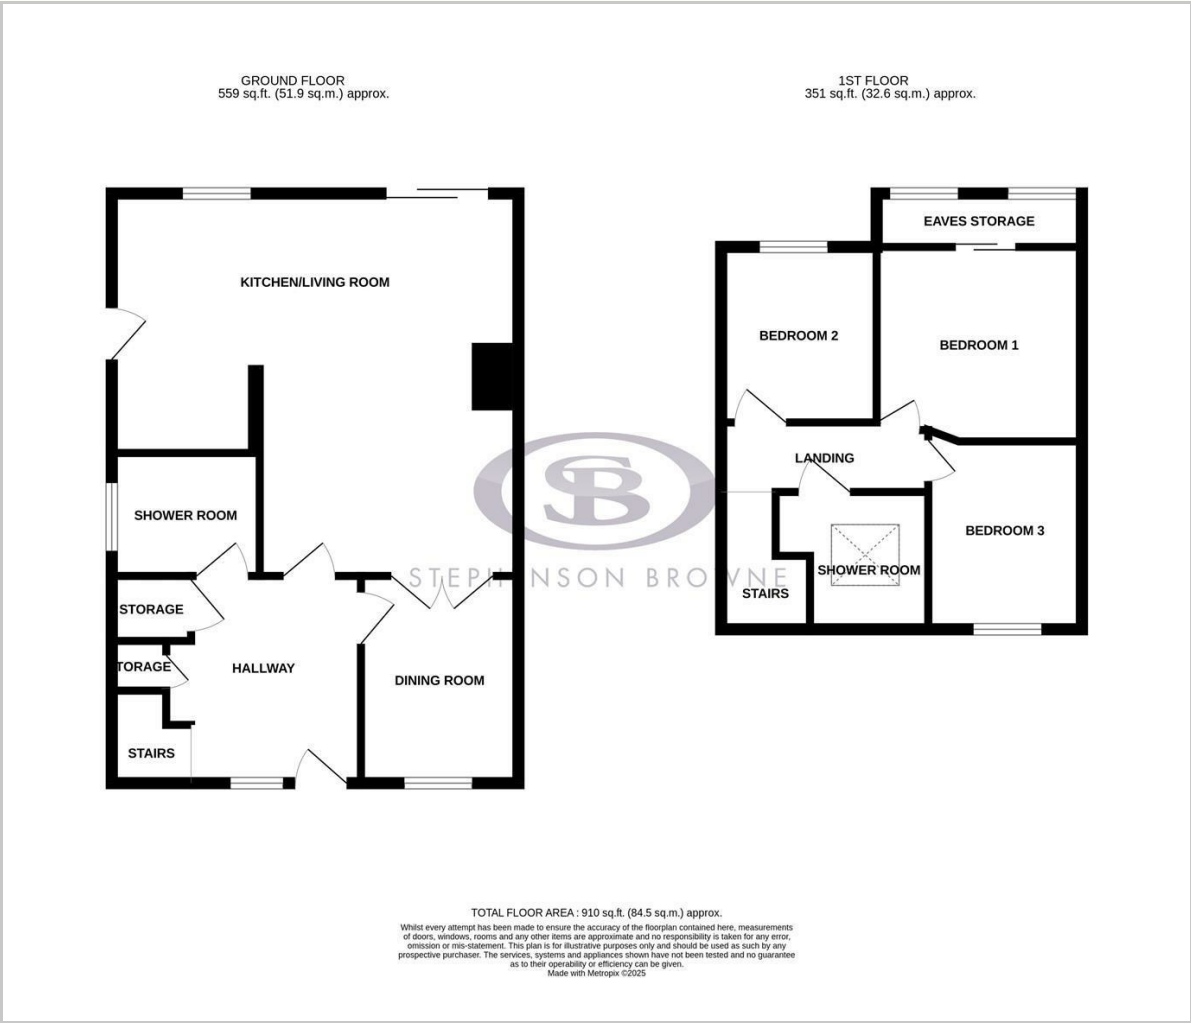 GROUND FLOOR
559 sq.ft. (51.9 sq.m.) approx.
1ST FLOOR
351 sq.ft. (32.6 sq.m.) approx.
KITCHEN/LIVING ROOM
SHOWER ROOM
STORAGE
TORAGE
HALLWAY
STAIRS
DINING ROOM
EAVES STORAGE
BEDROOM 2
BEDROOM 1
LANDING
BEDROOM 3
SHOWER ROOM
STAIRS
SB
STEPHENSON BROWNE
TOTAL FLOOR AREA : 910 sq.ft. (84.5 sq.m.) approx.
Whilst every attempt has been made to ensure the accuracy of the floorplan contained here, measurements
of doors, windows, rooms and any other items are approximate and no responsibility is taken for any error,
omission or mis-statement. This plan is for illustrative purposes only and should be used as such by any
prospective purchaser. The services, systems and appliances shown have not been tested and no guarantee
as to their operability or efficiency can be given.
Made with Metropix ©2025